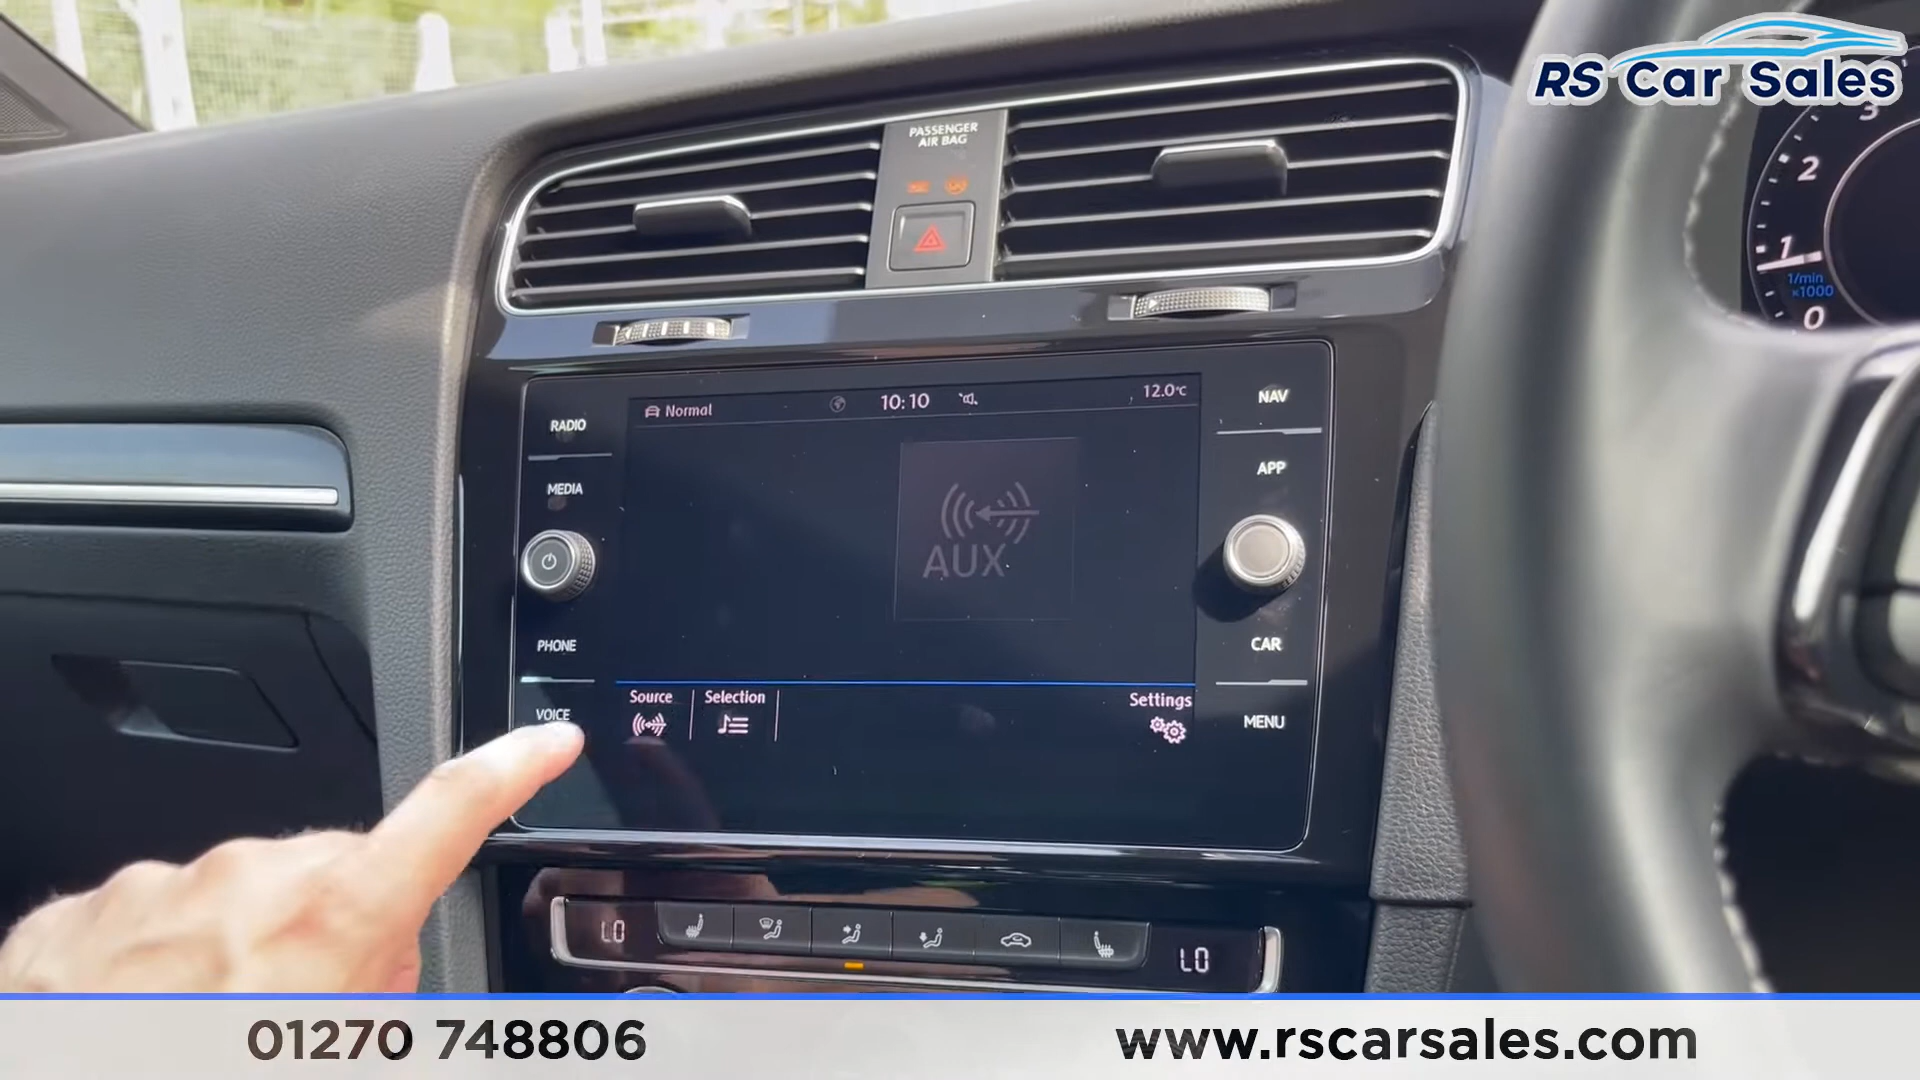 RS Car Sales
PASSENGER
AIR BAG
3
2
1
1/min
×1000
0
RADIO
MEDIA
PHONE
VOICE
Normal
10:10
12.0°C
AUX
Source
Selection
Settings
NAV
APP
CAR
MENU
LO
LO
01270 748806
www.rscarsales.com